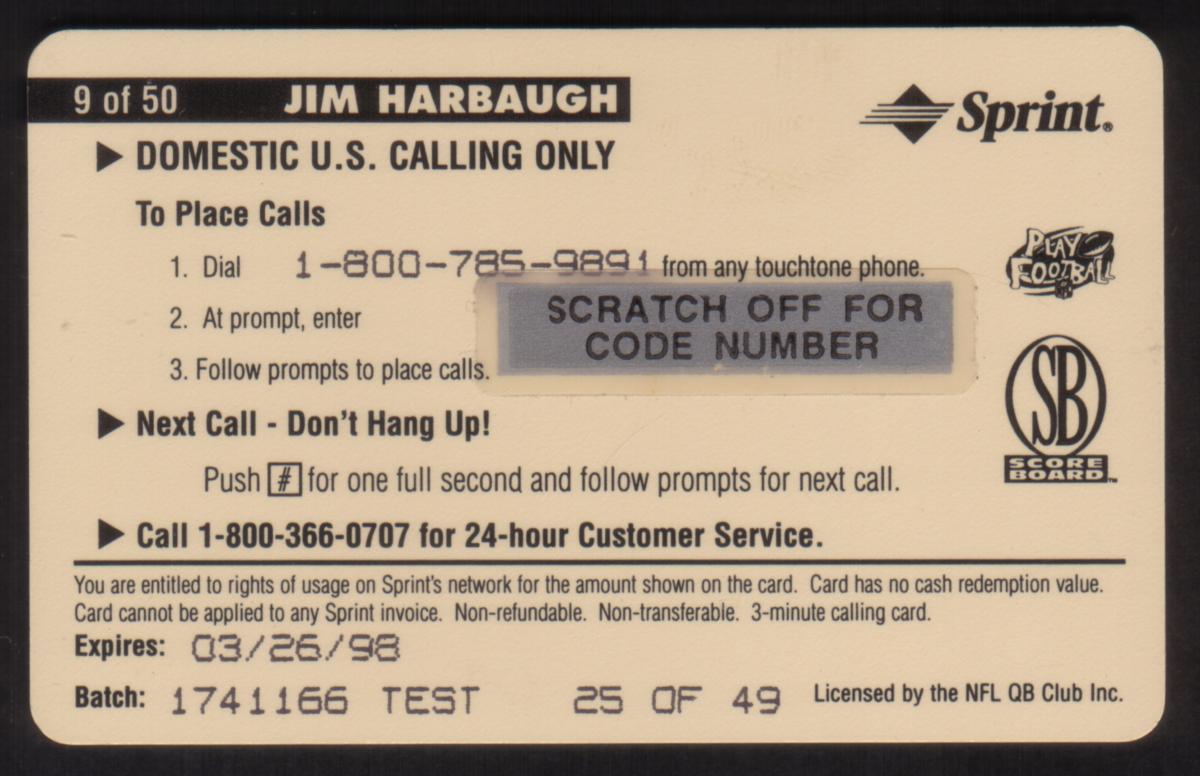 9 of 50 JIM HARBAUGH
Sprint®
▶ DOMESTIC U.S. CALLING ONLY
To Place Calls
1. Dial 1-800-785-9891 from any touchtone phone.
2. At prompt, enter
SCRATCH OFF FOR
CODE NUMBER
3. Follow prompts to place calls.
PLAY
FOOTBALL
NFL
▶ Next Call - Don't Hang Up!
Push # for one full second and follow prompts for next call.
SB
SCORE
BOARD™
▶ Call 1-800-366-0707 for 24-hour Customer Service.
You are entitled to rights of usage on Sprint's network for the amount shown on the card. Card has no cash redemption value.
Card cannot be applied to any Sprint invoice. Non-refundable. Non-transferable. 3-minute calling card.
Expires: 03/26/98
Batch: 1741166 TEST 25 OF 49 Licensed by the NFL QB Club Inc.